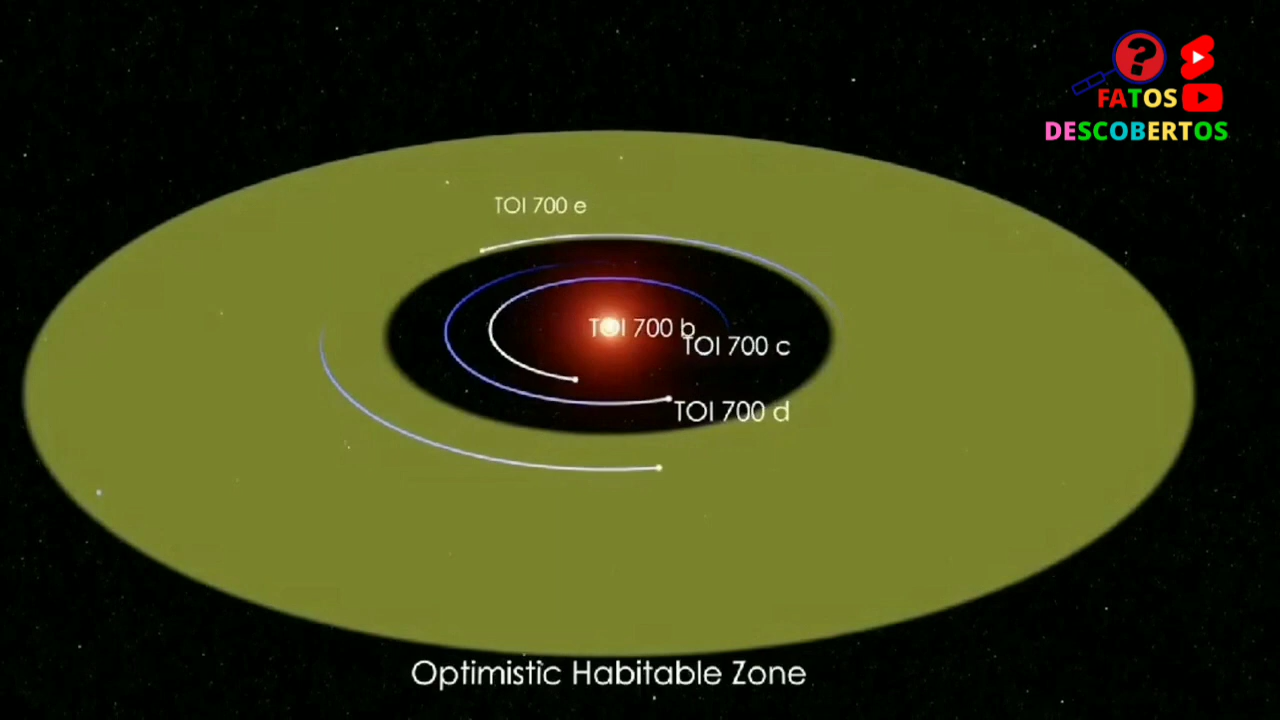 ?
FATOS
DESCOBERTOS
TOI 700 e
TOI 700 b
TOI 700 c
TOI 700 d
Optimistic Habitable Zone